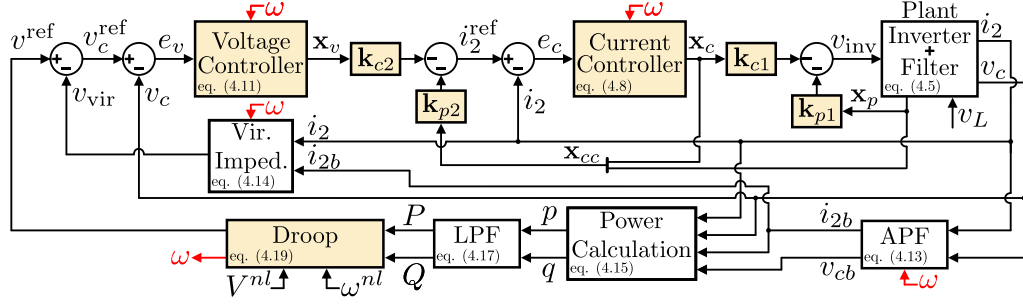 ω
ω
Plant
v^ref
v_c^ref
e_v
Voltage
Controller
eq. (4.11)
x_v
k_c2
i_2^ref
e_c
Current
Controller
eq. (4.8)
x_c
k_c1
v_inv
Inverter
+
Filter
eq. (4.5)
i_2
v_c
+
-
+
-
-
-
+
-
-
-
v_vir
v_c
k_p2
i_2
k_p1
x_p
v_L
ω
Vir.
Imped.
eq. (4.14)
i_2
i_2b
x_cc
Droop
eq. (4.19)
ω
V^nl
ω^nl
P
Q
LPF
eq. (4.17)
p
q
Power
Calculation
eq. (4.15)
i_2b
v_cb
APF
eq. (4.13)
ω